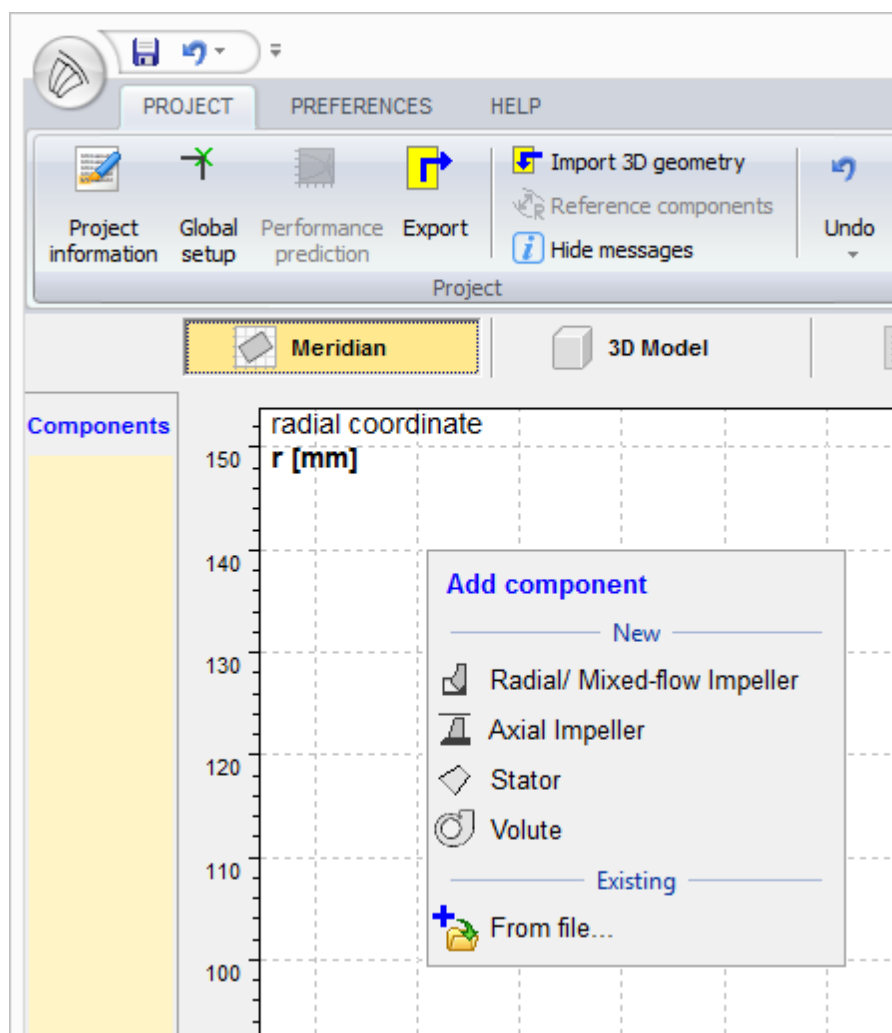 PROJECT PREFERENCES HELP
Project information
Global setup
Performance prediction
Export
Import 3D geometry
Reference components
Hide messages
Undo
Project
Meridian
3D Model
Components
radial coordinate
r [mm]
150
140
Add component
New
130
Radial/ Mixed-flow Impeller
Axial Impeller
120
Stator
Volute
110
Existing
From file...
100